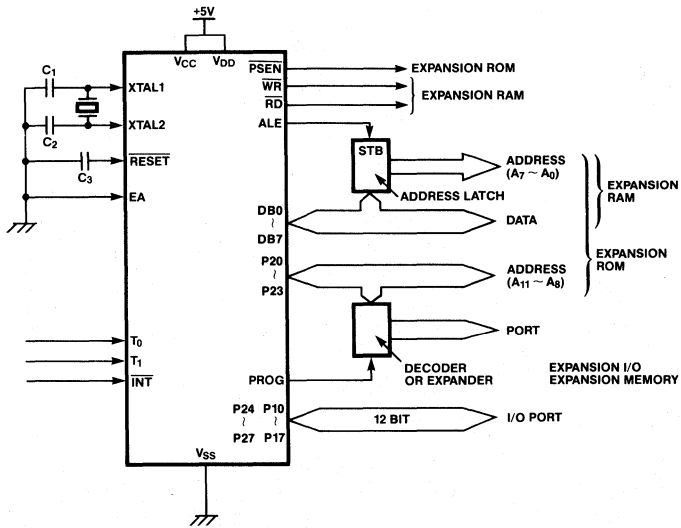 +5V
VCC VDD
C1
XTAL1
XTAL2
C2
RESET
C3
EA
PSEN
WR
RD
ALE
EXPANSION ROM
EXPANSION RAM
STB
ADDRESS LATCH
ADDRESS
(A7 ~ A0)
DB0
~
DB7
DATA
EXPANSION
RAM
P20
~
P23
ADDRESS
(A11 ~ A8)
EXPANSION
ROM
PORT
DECODER
OR EXPANDER
EXPANSION I/O
EXPANSION MEMORY
T0
T1
INT
PROG
P24 P10
~ ~
P27 P17
12 BIT
I/O PORT
VSS